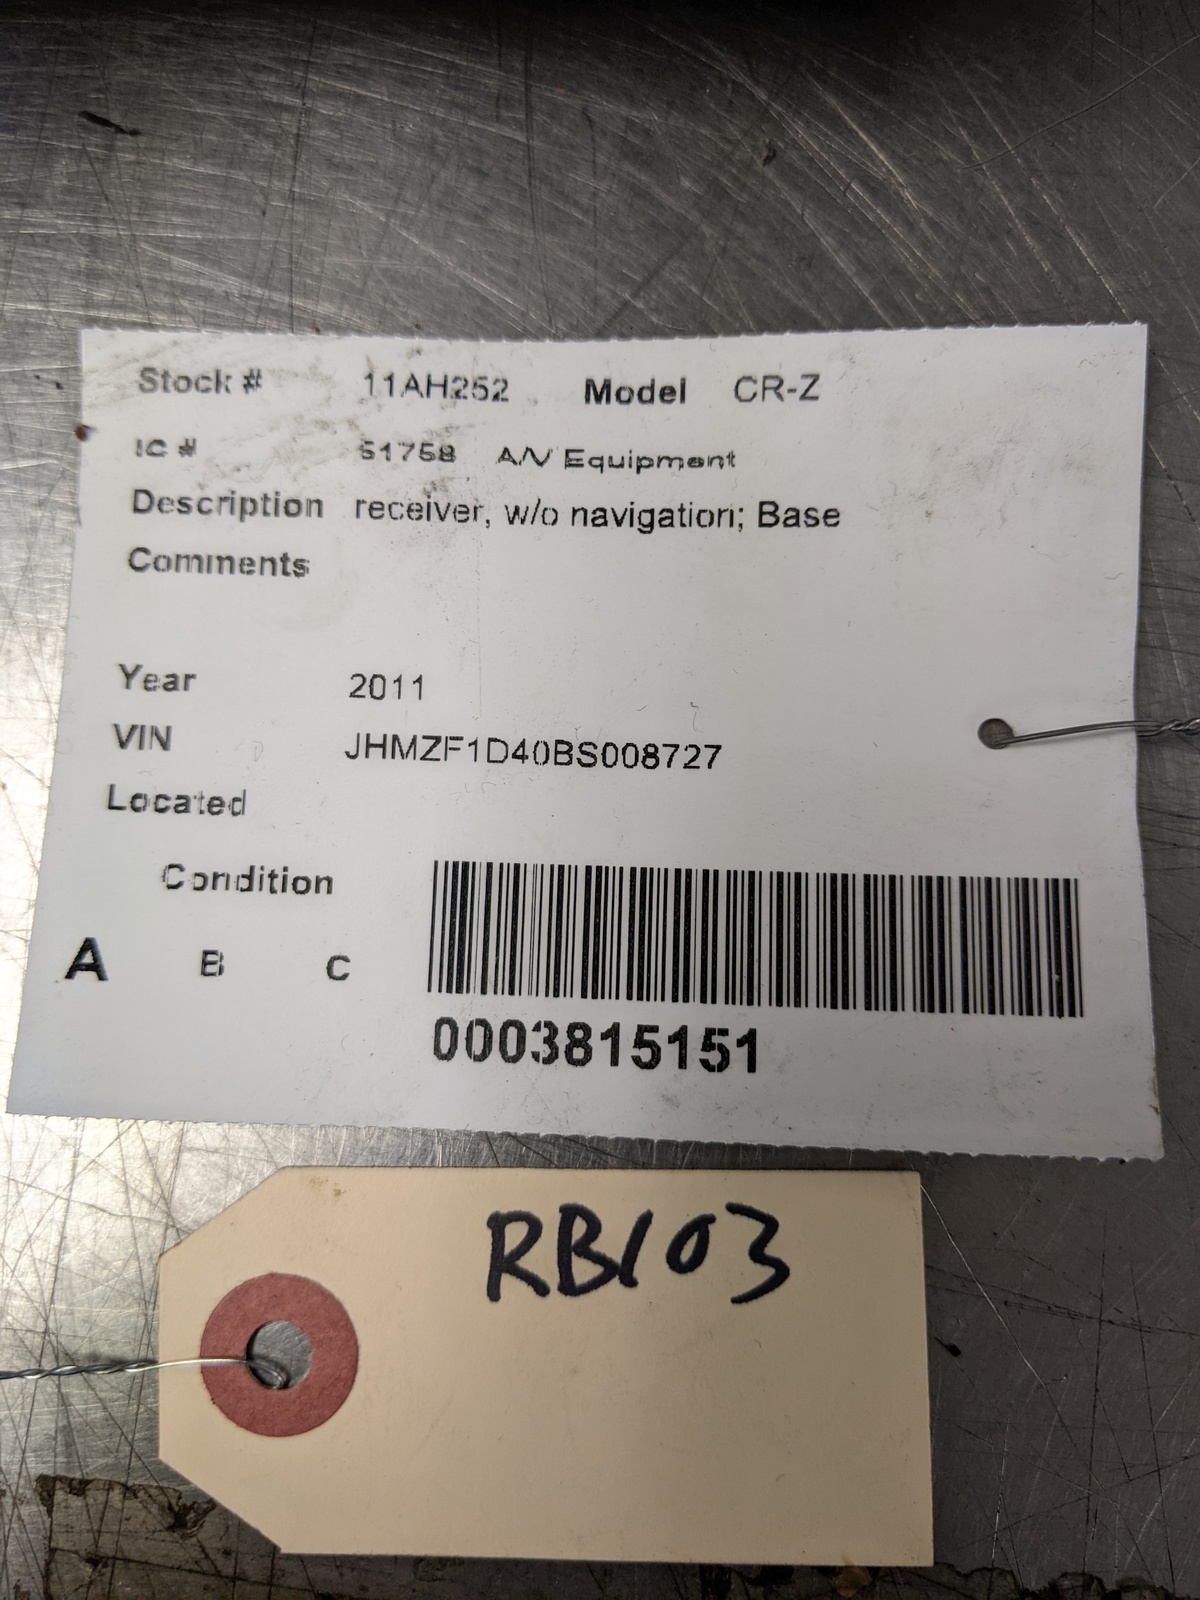 Stock # 11AH252 Model CR-Z
IC # 51758 A/V Equipment
Description receiver, w/o navigation; Base
Comments
Year 2011
VIN JHMZF1D40BS008727
Located
Condition
A B C
0003815151
RB103